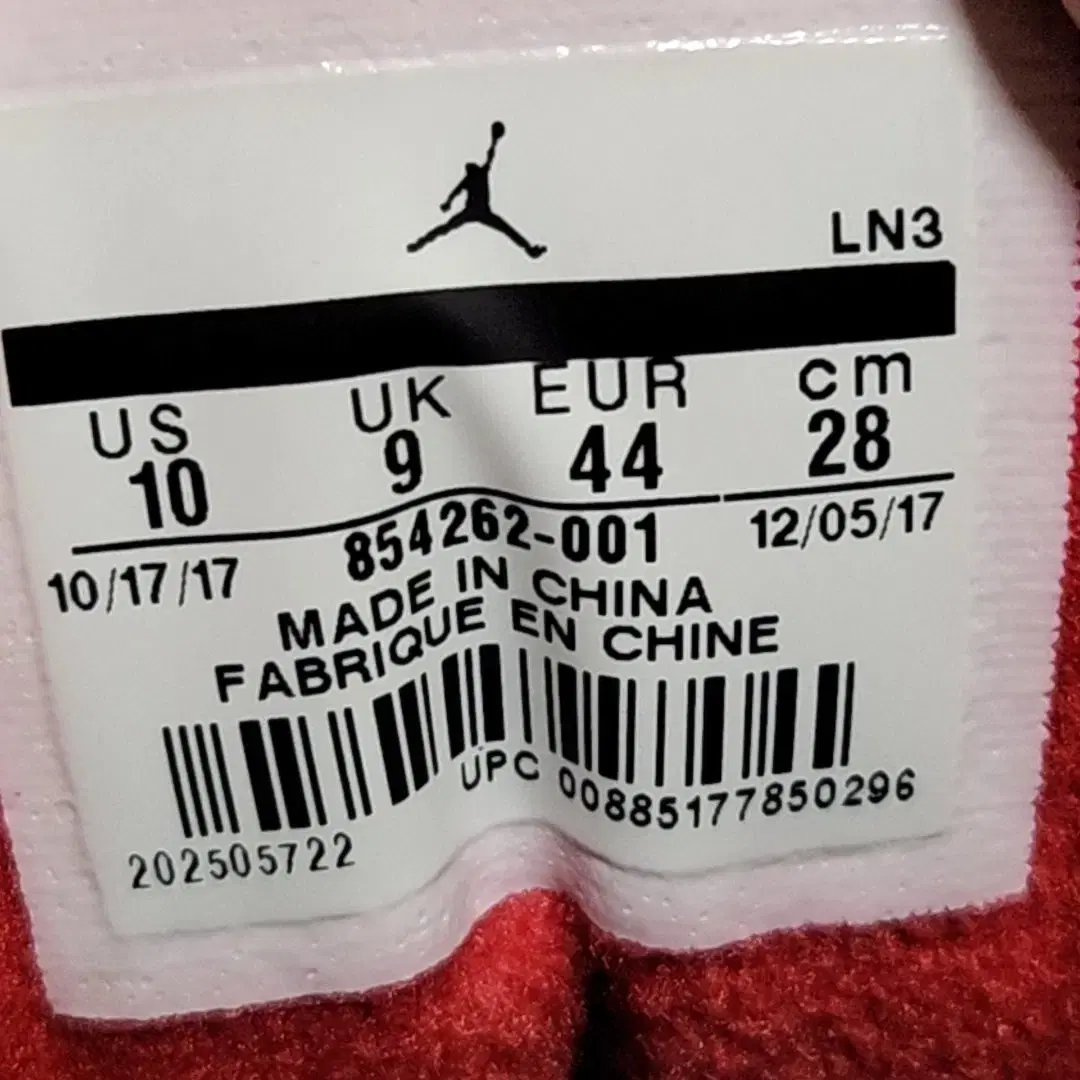 LN3
US UK EUR cm
10 9 44 28
10/17/17 854262-001 12/05/17
MADE IN CHINA
FABRIQUE EN CHINE
UPC 00885177850296
202505722